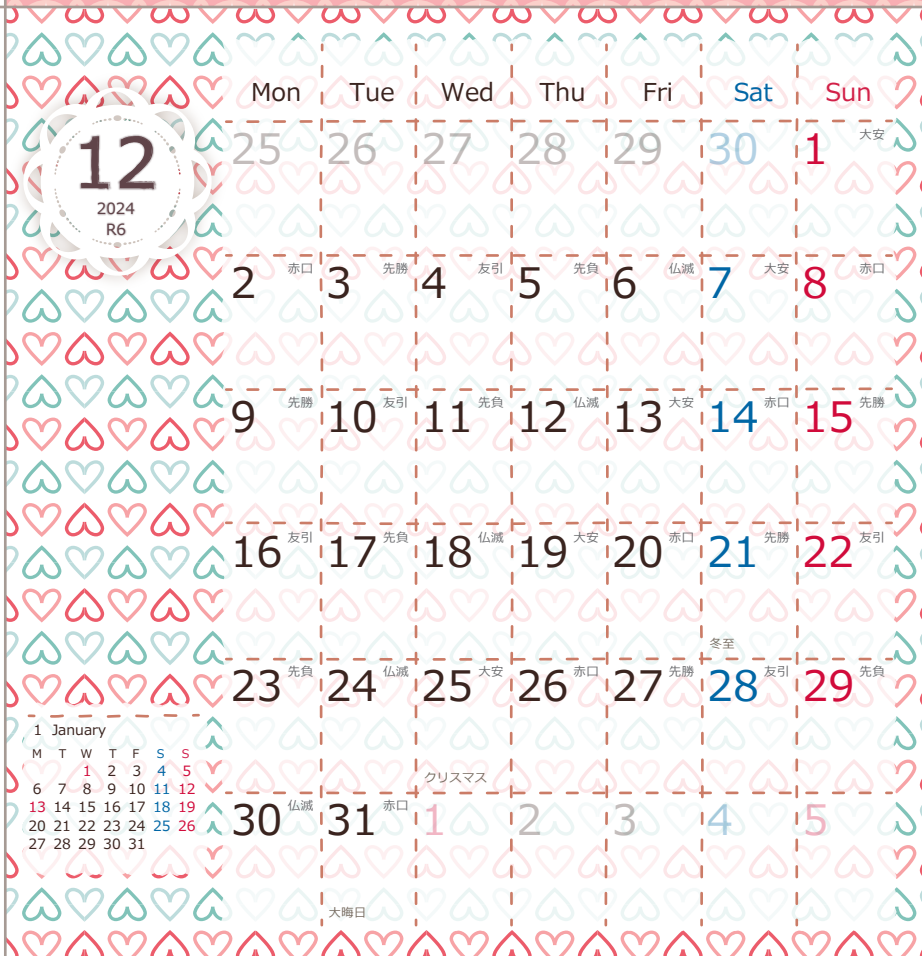 12
2024
R6
Mon Tue Wed Thu Fri Sat Sun
25 26 27 28 29 30 1 大安
2 赤口 3 先勝 4 友引 5 先負 6 仏滅 7 大安 8 赤口
9 先勝 10 友引 11 先負 12 仏滅 13 大安 14 赤口 15 先勝
16 友引 17 先負 18 仏滅 19 大安 20 赤口 21 先勝 22 友引
冬至
23 先負 24 仏滅 25 大安 26 赤口 27 先勝 28 友引 29 先負
クリスマス
30 仏滅 31 赤口 1 2 3 4 5
大晦日
1 January
M T W T F S S
1 2 3 4 5
6 7 8 9 10 11 12
13 14 15 16 17 18 19
20 21 22 23 24 25 26
27 28 29 30 31